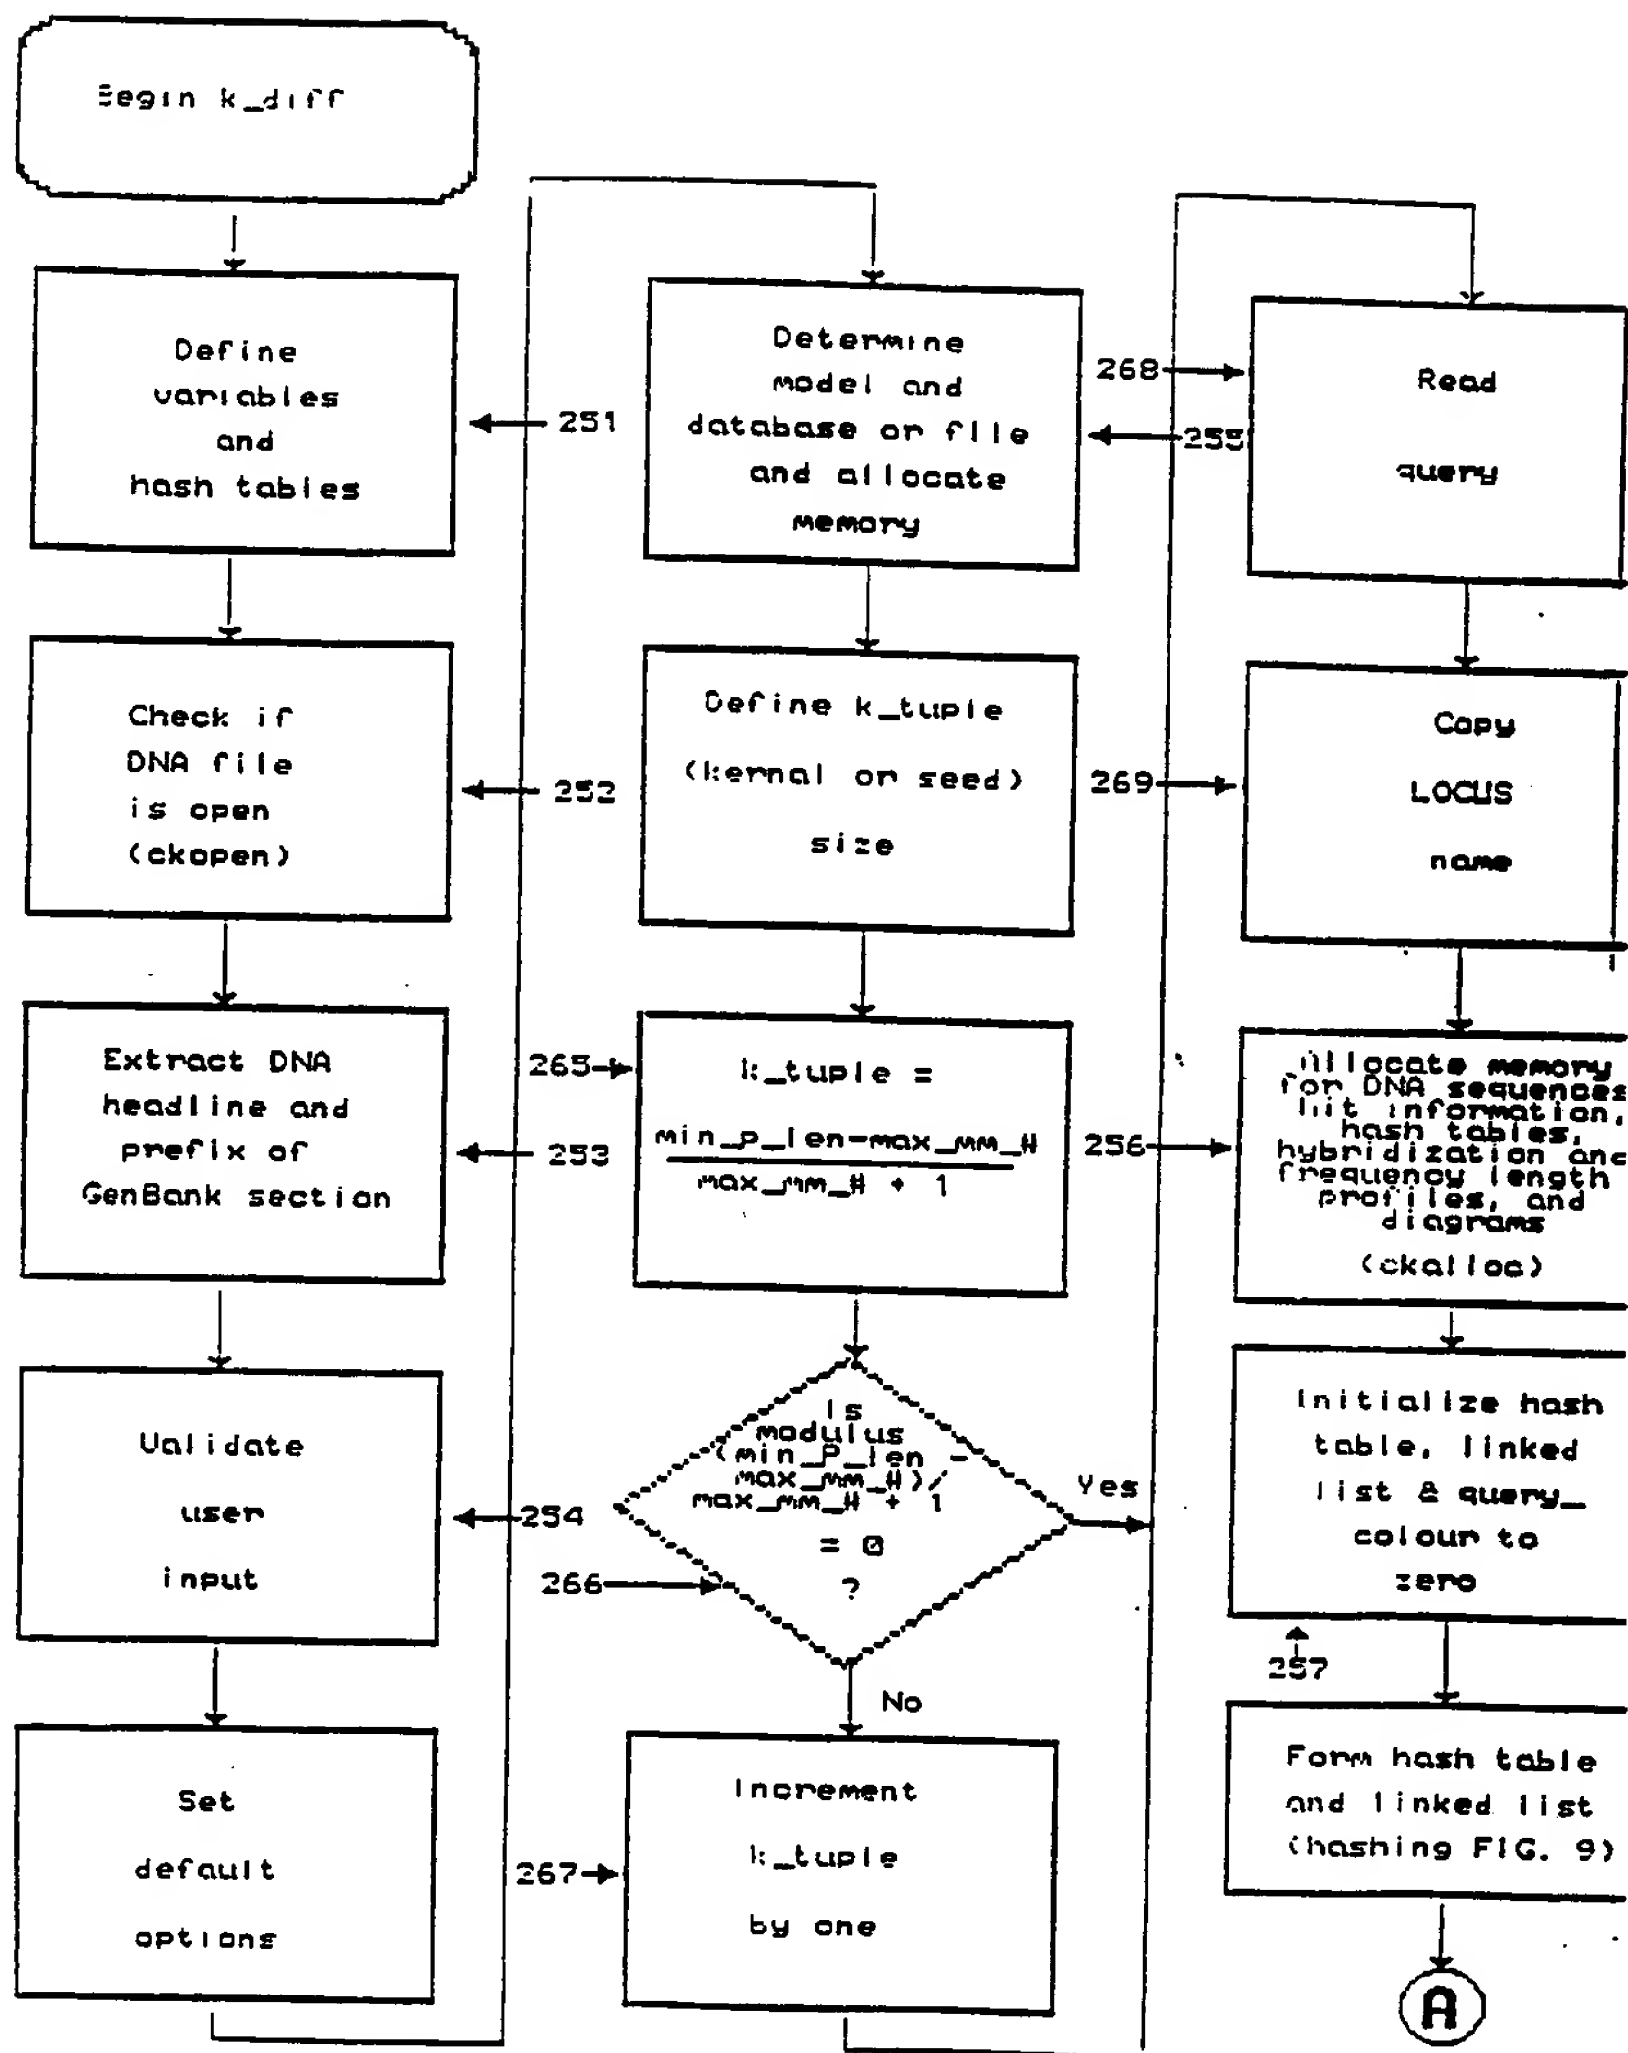 Begin k_diff
Define
variables
and
hash tables
251
Check if
DNA file
is open
(ckopen)
252
Extract DNA
headline and
prefix of
GenBank section
253
Validate
user
input
254
Set
default
options
Determine
model and
database or file
and allocate
memory
255
Define k_tuple
(kernal or seed)
size
265
k_tuple =
min_p_len-max_mm_#
max_mm_# + 1
Is
modulus
(min_P_len -
max_mm_#)/
max_mm_# + 1
= 0
?
266
Yes
No
267
Increment
k_tuple
by one
268
Read
query
269
Copy
LOCUS
name
256
Allocate memory
for DNA sequences
hit information,
hash tables,
hybridization and
frequency length
profiles, and
diagrams
(ckalloc)
Initialize hash
table, linked
list & query_
colour to
zero
257
Form hash table
and linked list
(hashing FIG. 9)
A